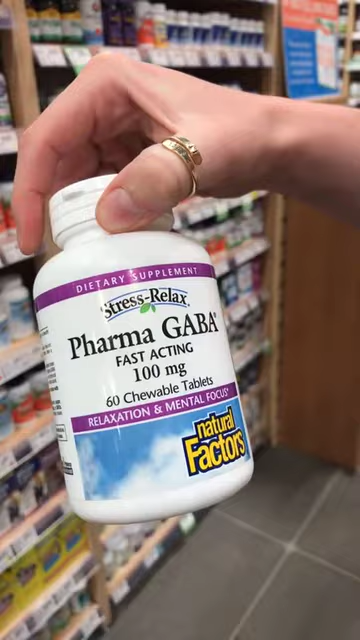 DIETARY SUPPLEMENT
Stress-Relax®
Pharma GABA®
FAST ACTING
100 mg
60 Chewable Tablets
RELAXATION & MENTAL FOCUS*
natural
Factors®